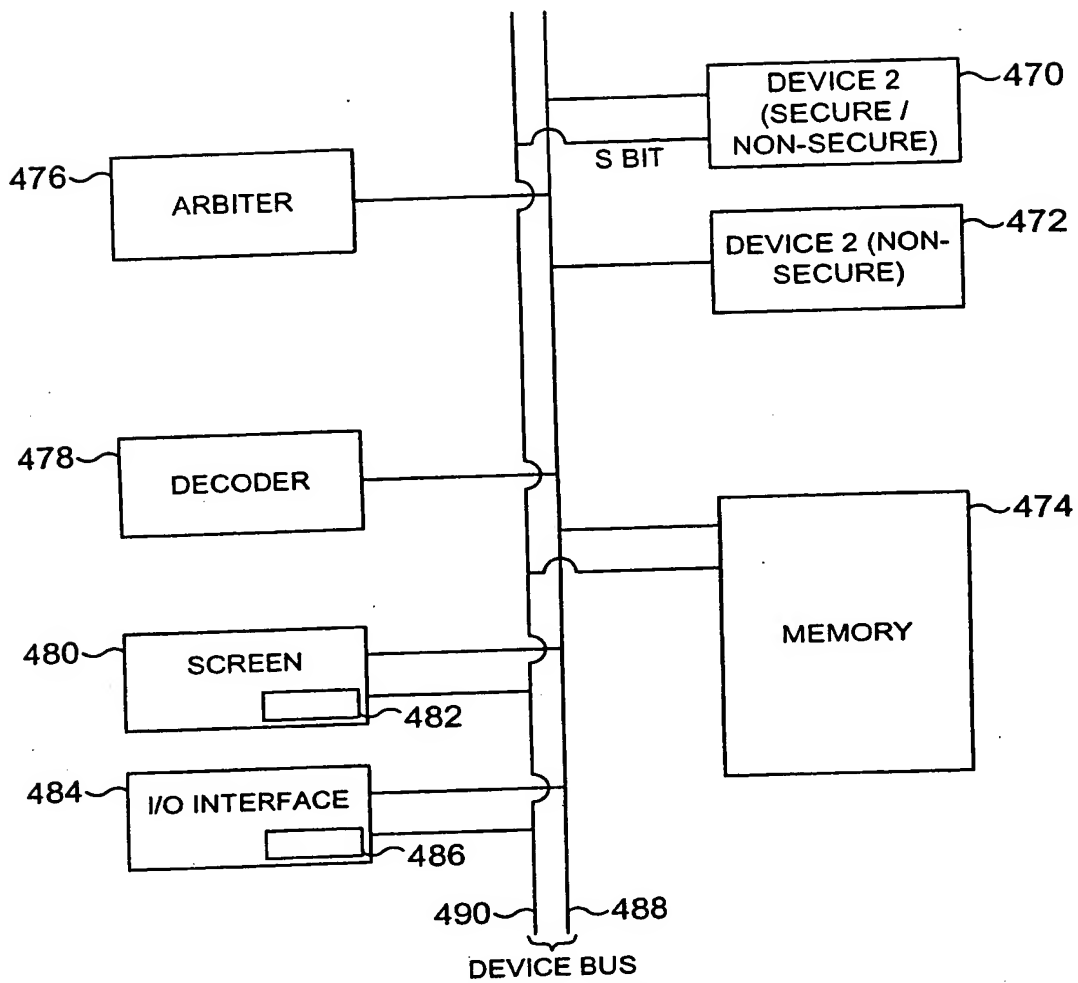 470
DEVICE 2
(SECURE /
NON-SECURE)
S BIT
476
ARBITER
472
DEVICE 2 (NON-
SECURE)
478
DECODER
474
MEMORY
480
SCREEN
482
484
I/O INTERFACE
486
490
488
DEVICE BUS